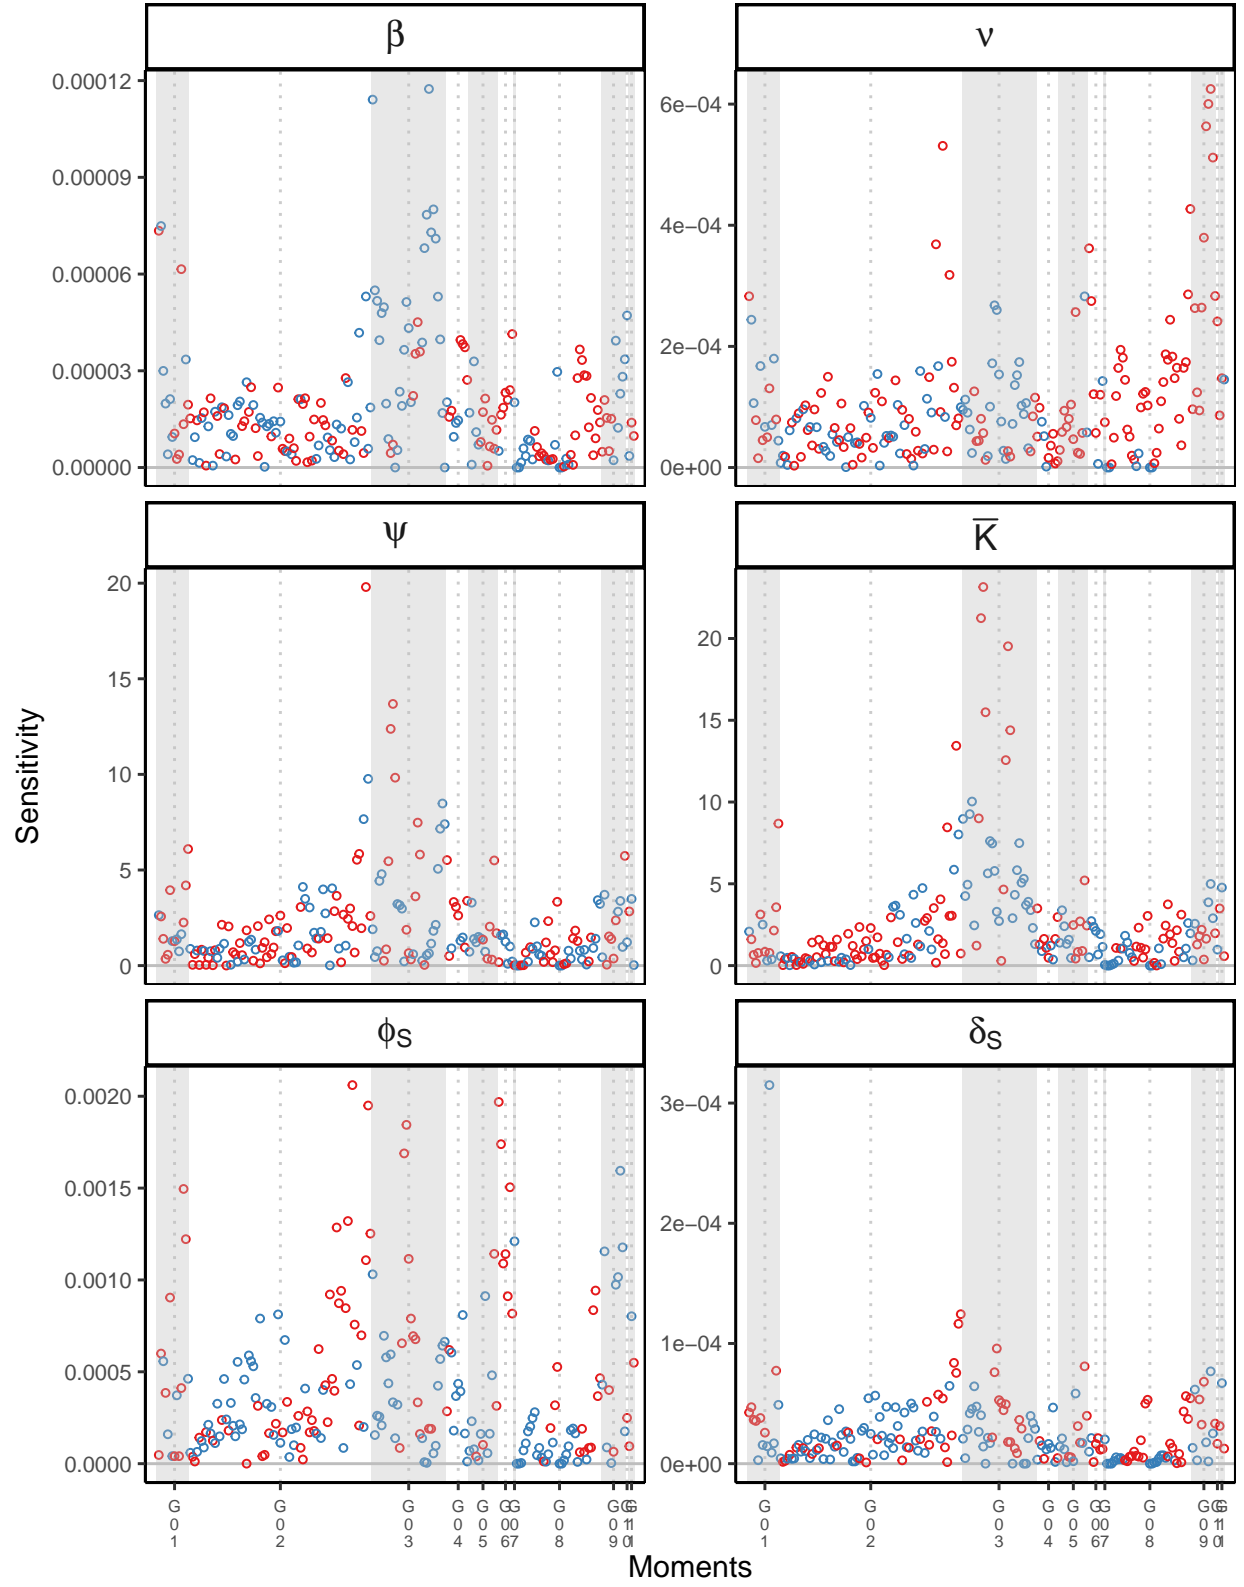 β
ν
0.00012
0.00009
0.00006
0.00003
0.00000
6e−04
4e−04
2e−04
0e+00
ψ
K̅
20
15
10
5
0
20
15
10
5
0
ϕS
δS
0.0020
0.0015
0.0010
0.0005
0.0000
3e−04
2e−04
1e−04
0e+00
Sensitivity
G01
G02
G03
G04
G05
G06
G07
G08
G09
G10
G11
G01
G02
G03
G04
G05
G06
G07
G08
G09
G10
G11
Moments